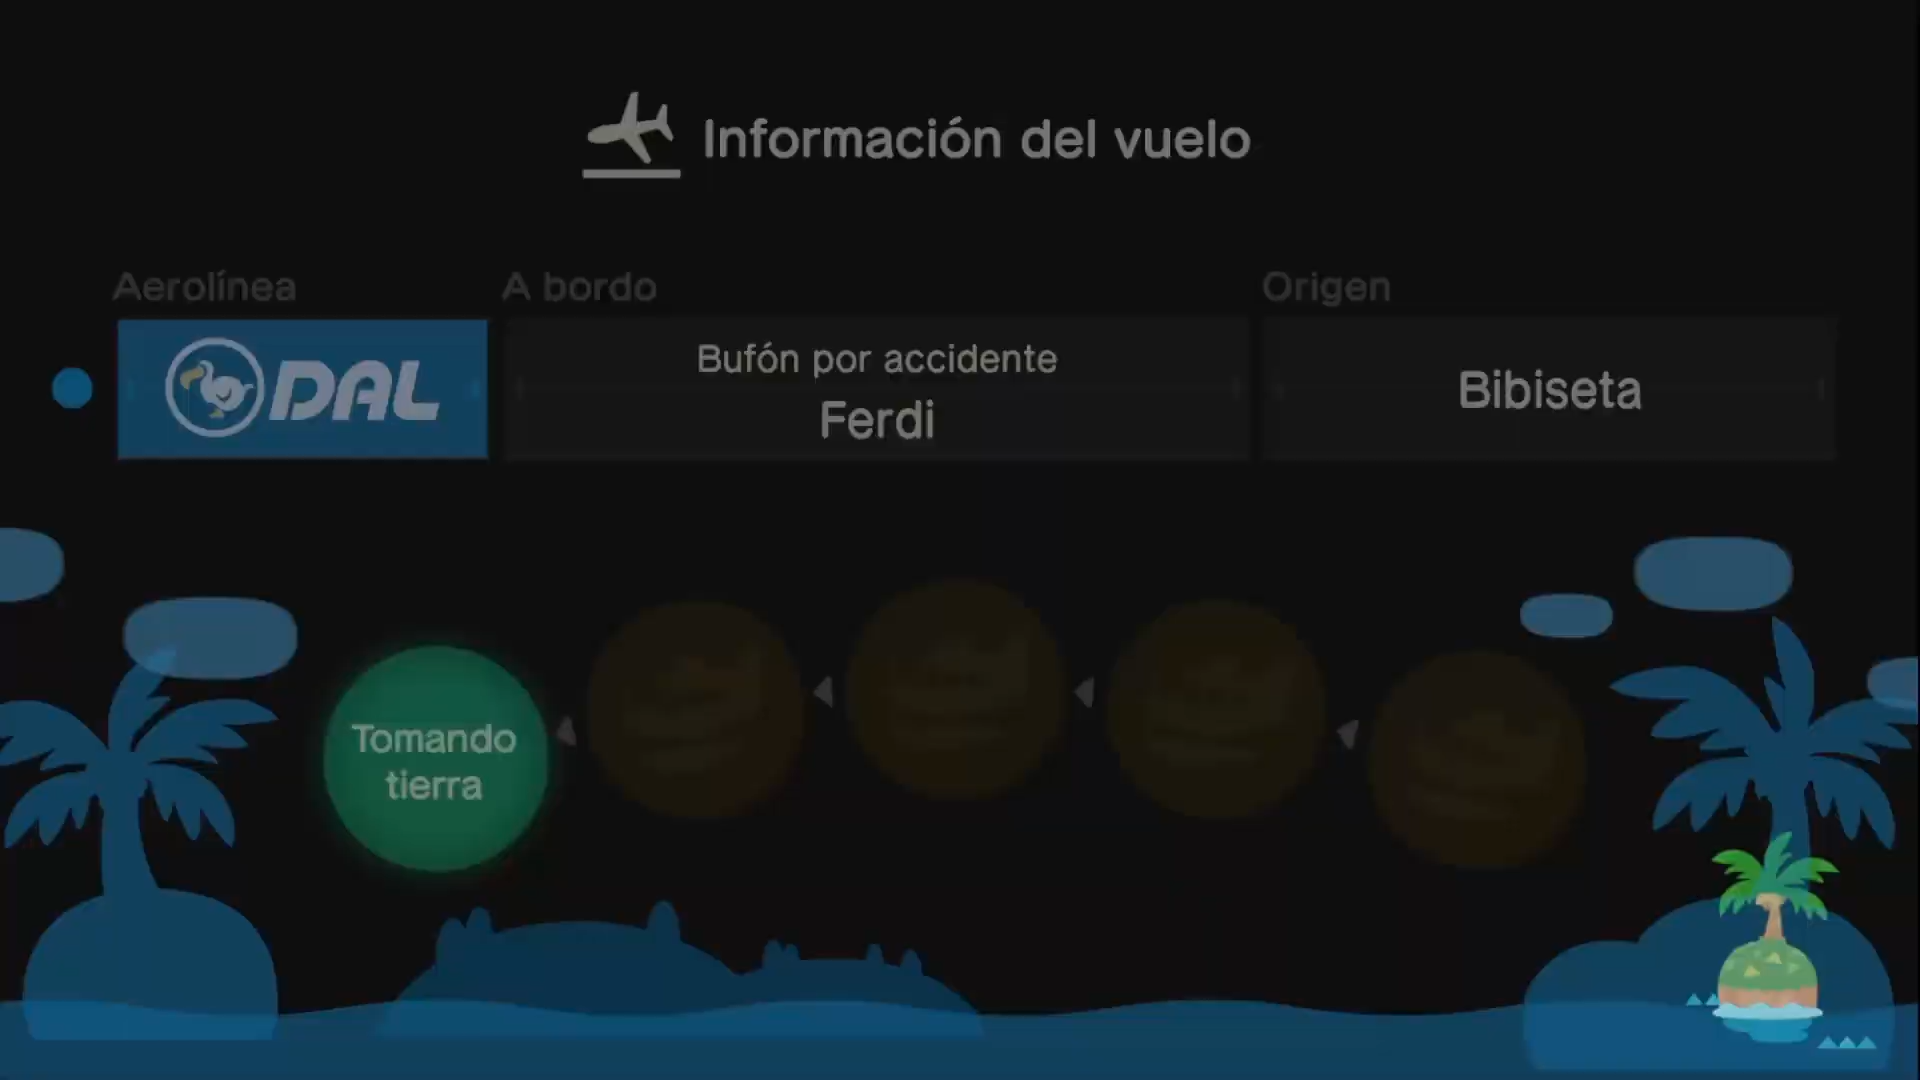 Información del vuelo
Aerolínea
A bordo
Origen
DAL
Bufón por accidente
Ferdi
Bibiseta
Tomando
tierra